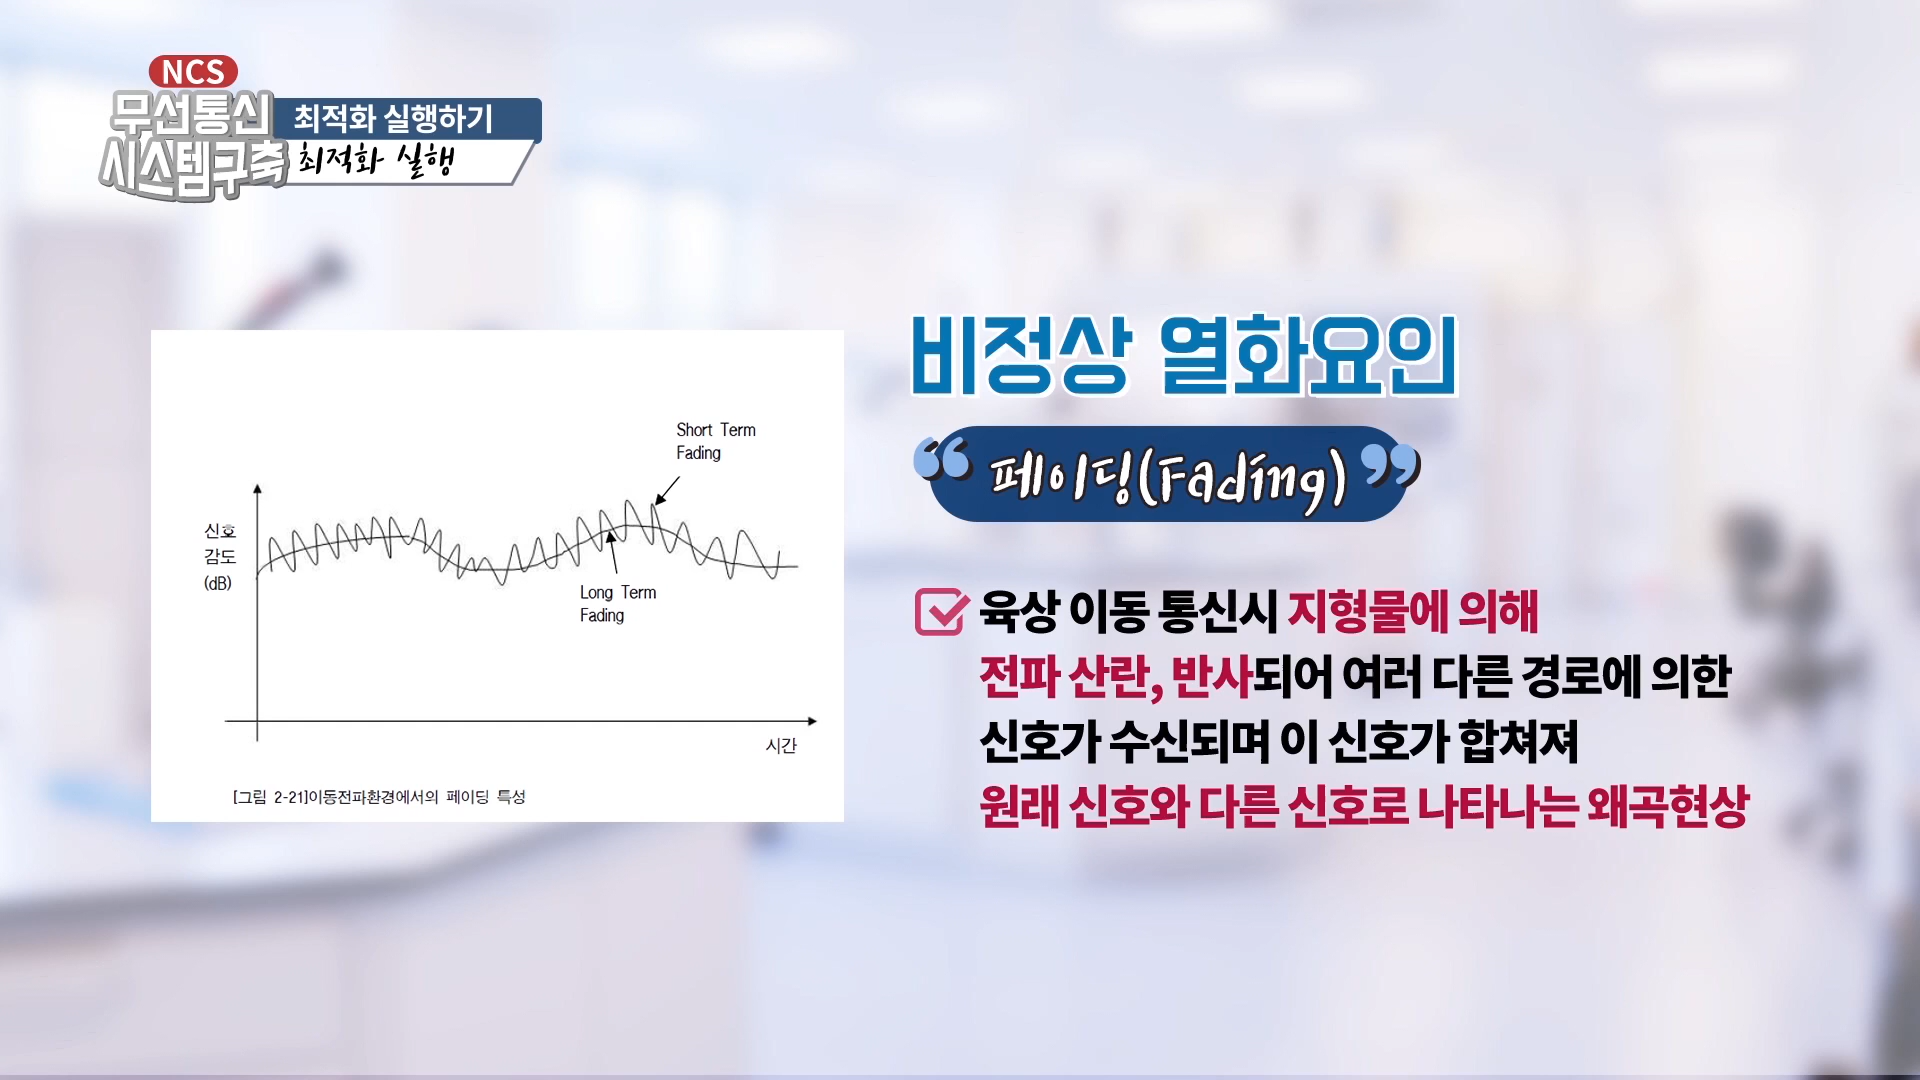 NCS
무선통신
시스템구축
최적화 실행하기
최적화 실행
Short Term
Fading
신호
감도
(dB)
Long Term
Fading
시간
[그림 2-21]이동전파환경에서의 페이딩 특성
비정상 열화요인
“페이딩(Fading)”
육상 이동 통신시 지형물에 의해
전파 산란, 반사되어 여러 다른 경로에 의한
신호가 수신되며 이 신호가 합쳐져
원래 신호와 다른 신호로 나타나는 왜곡현상